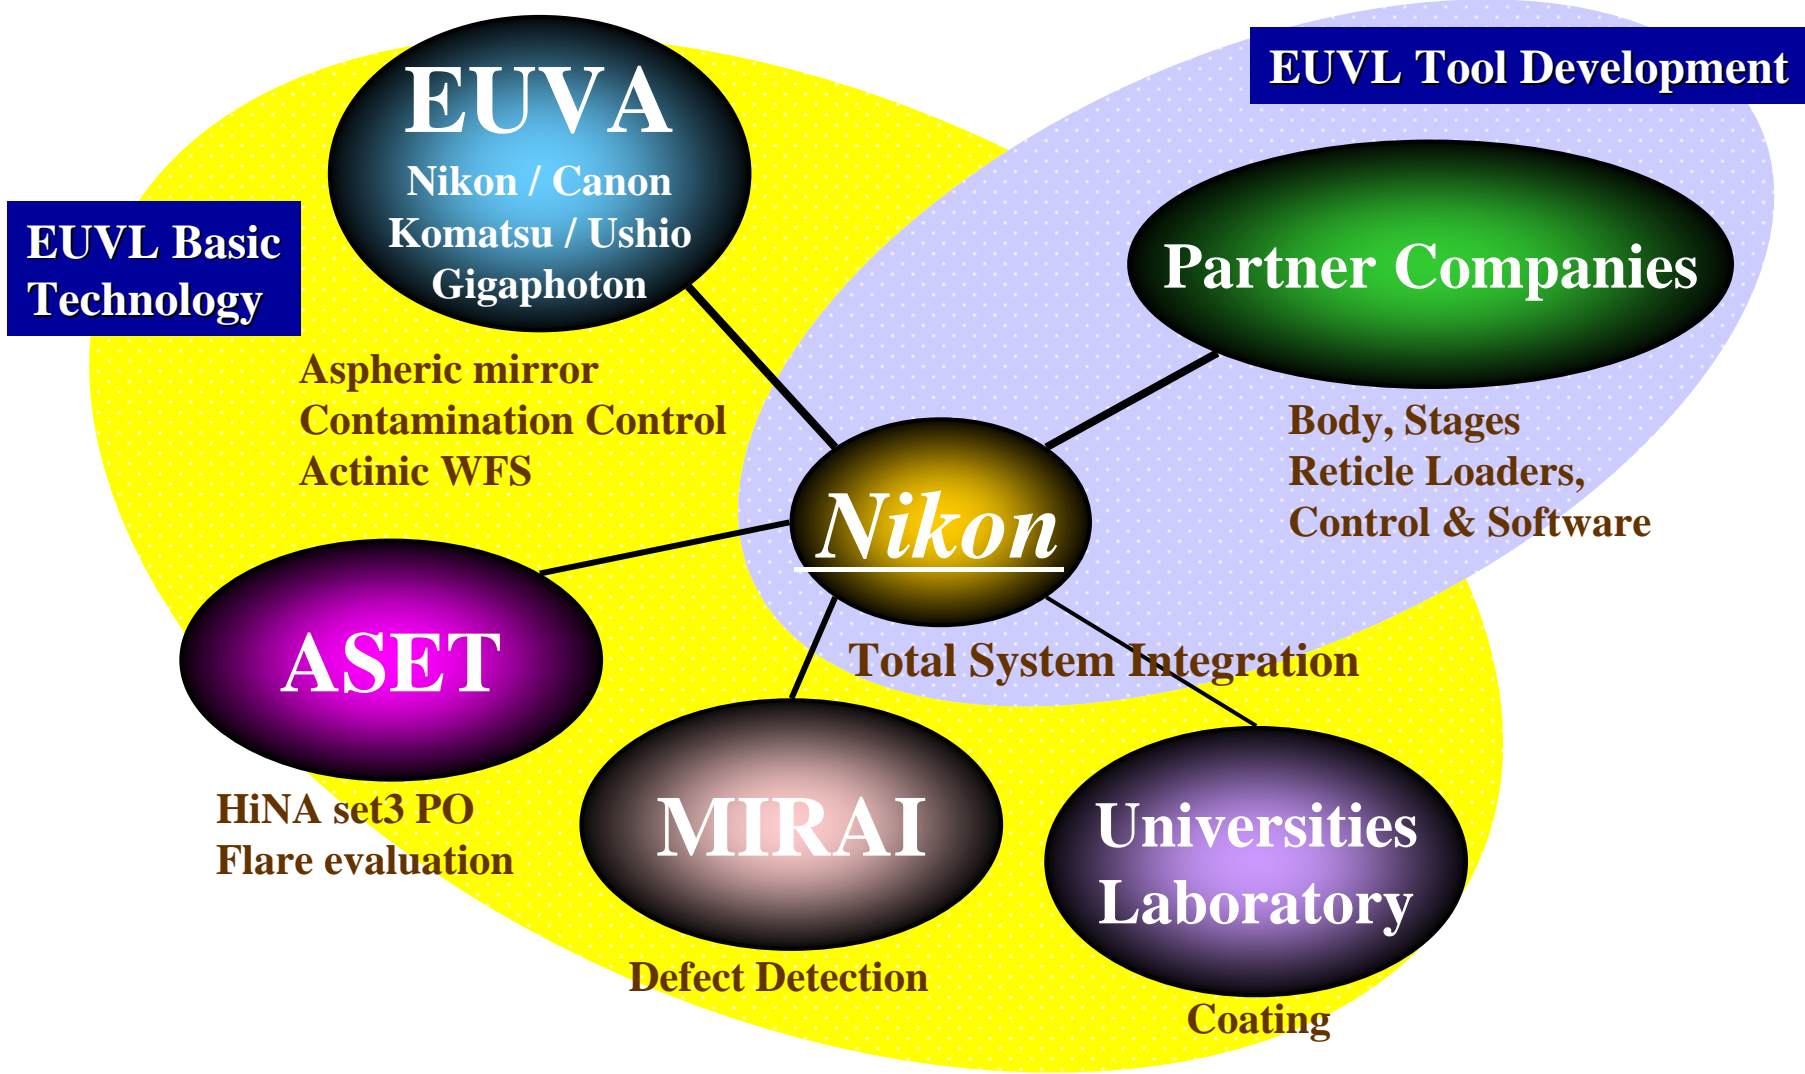 EUVL Tool Development
EUVA
Nikon / Canon
Komatsu / Ushio
Gigaphoton
EUVL Basic
Technology
Partner Companies
Aspheric mirror
Contamination Control
Actinic WFS
Body, Stages
Reticle Loaders,
Control & Software
Nikon
Total System Integration
ASET
HiNA set3 PO
Flare evaluation
MIRAI
Defect Detection
Universities
Laboratory
Coating